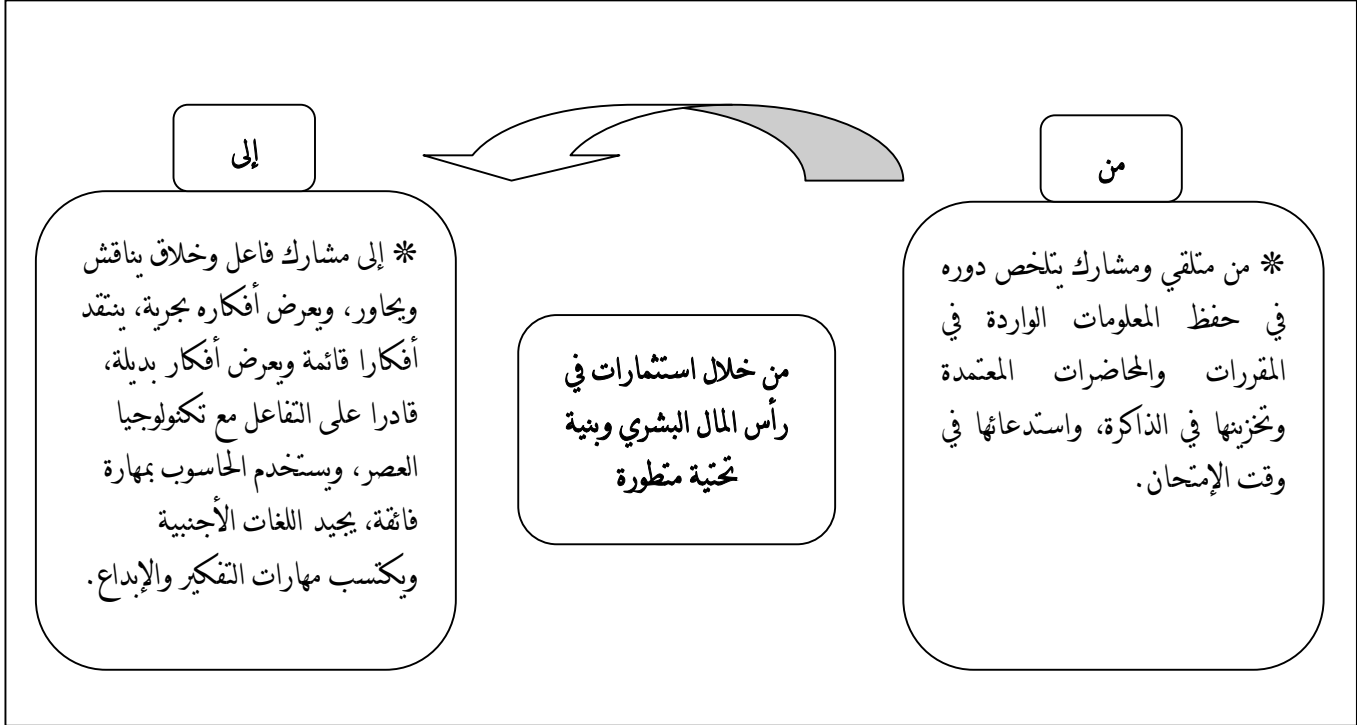 من
❋ من متلقي ومشارك يتلخص دوره
في حفظ المعلومات الواردة في
المقررات والمحاضرات المعتمدة
وتخزينها في الذاكرة، واستدعائها في
وقت الإمتحان.
من خلال استثمارات في
رأس المال البشري وبنية
تحتية متطورة
إلى
❋ إلى مشارك فاعل وخلاق يناقش
ويحاور، ويعرض أفكاره بجرية، ينتقد
أفكارا قائمة ويعرض أفكار بديلة،
قادرا على التفاعل مع تكنولوجيا
العصر، ويستخدم الحاسوب بمهارة
فائقة، يجيد اللغات الأجنبية
ويكتسب مهارات التفكير والإبداع.